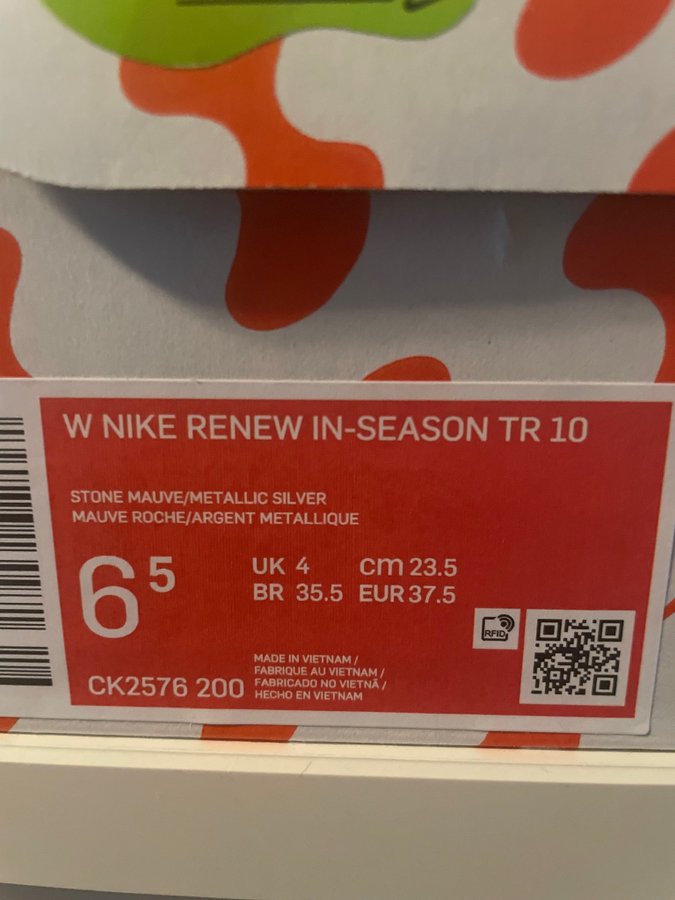 W NIKE RENEW IN-SEASON TR 10
STONE MAUVE/METALLIC SILVER
MAUVE ROCHE/ARGENT METALLIQUE
6⁵
UK 4 cm 23.5
BR 35.5 EUR 37.5
RFID
CK2576 200
MADE IN VIETNAM /
FABRIQUE AU VIETNAM /
FABRICADO NO VIETNÃ /
HECHO EN VIETNAM